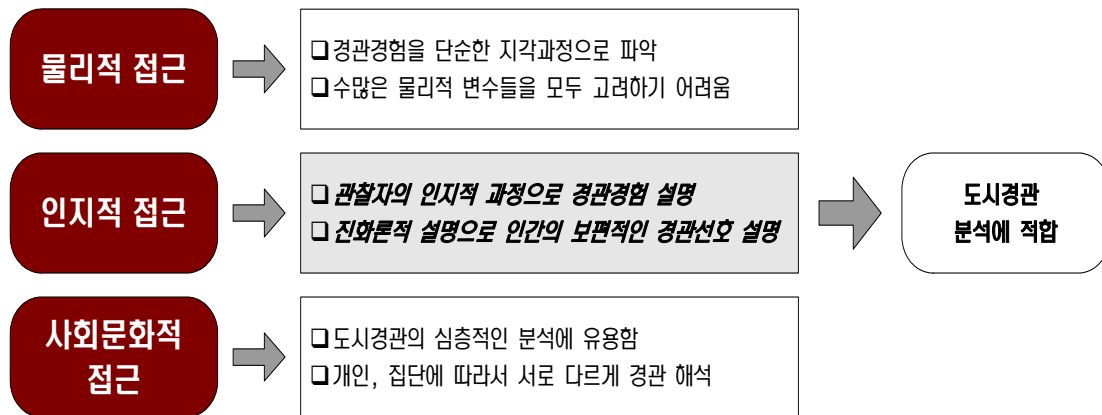 물리적 접근
❑경관경험을 단순한 지각과정으로 파악
❑수많은 물리적 변수들을 모두 고려하기 어려움
인지적 접근
❑ 관찰자의 인지적 과정으로 경관경험 설명
❑ 진화론적 설명으로 인간의 보편적인 경관선호 설명
도시경관
분석에 적합
사회문화적
접근
❑도시경관의 심층적인 분석에 유용함
❑개인, 집단에 따라서 서로 다르게 경관 해석